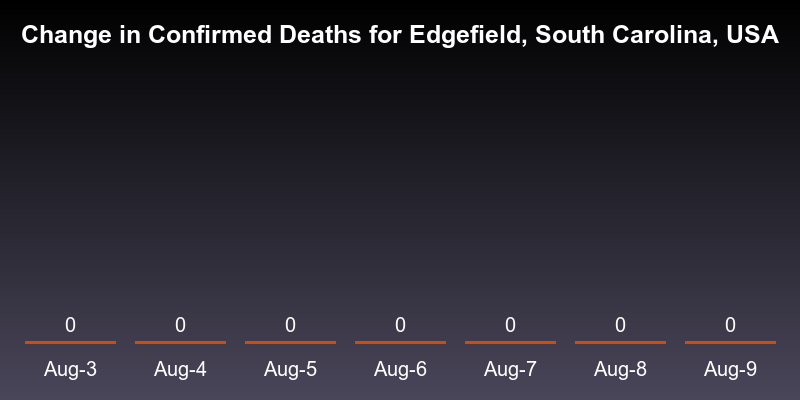 Change in Confirmed Deaths for Edgefield, South Carolina, USA
0 0 0 0 0 0 0
Aug-3 Aug-4 Aug-5 Aug-6 Aug-7 Aug-8 Aug-9